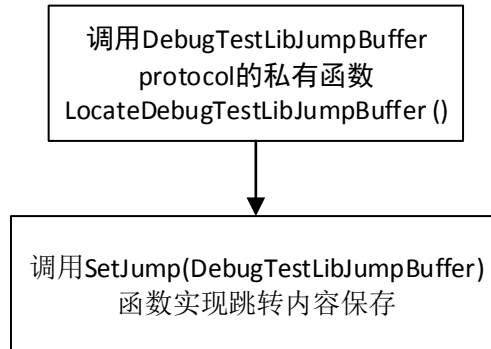 调用DebugTestLibJumpBuffer
protocol的私有函数
LocateDebugTestLibJumpBuffer ()
调用SetJump(DebugTestLibJumpBuffer)
函数实现跳转内容保存